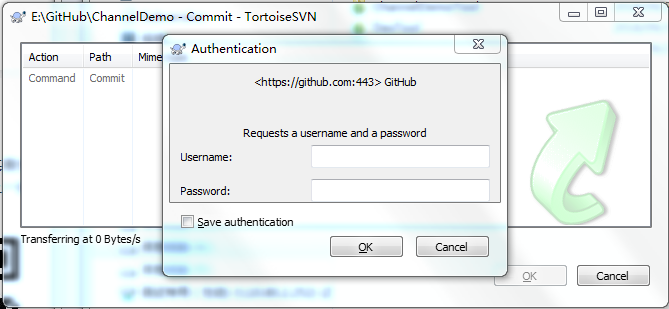 E:\GitHub\ChannelDemo - Commit - TortoiseSVN
Authentication
Action Path Mime
Command Commit
<https://github.com:443> GitHub
Requests a username and a password
Username:
Password:
Save authentication
Transferring at 0 Bytes/s
OK Cancel
OK Cancel